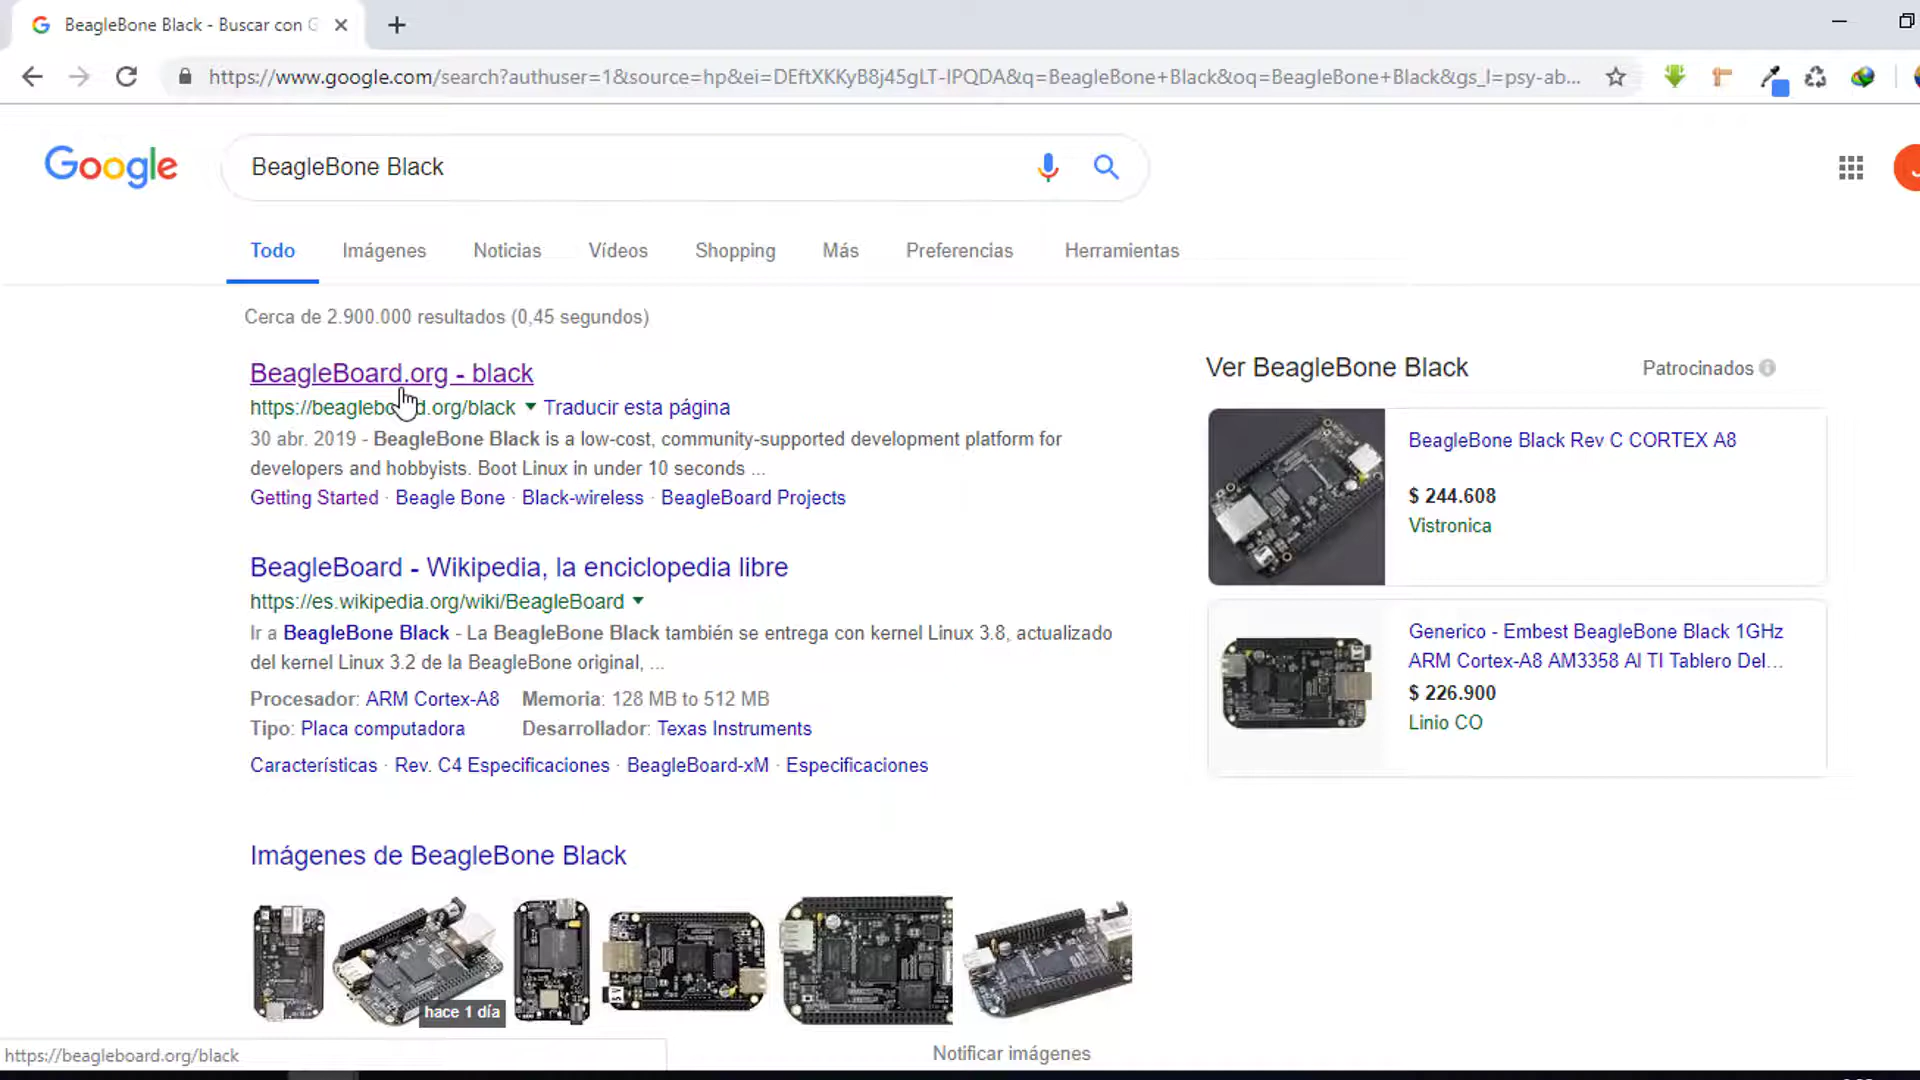 BeagleBone Black - Buscar con G
https://www.google.com/search?authuser=1&source=hp&ei=DEftXKKyB8j45gLT-IPQDA&q=BeagleBone+Black&oq=BeagleBone+Black&gs_l=psy-ab...
Google
BeagleBone Black
Todo Imágenes Noticias Vídeos Shopping Más Preferencias Herramientas
Cerca de 2.900.000 resultados (0,45 segundos)
BeagleBoard.org - black
https://beagleboard.org/black Traducir esta página
30 abr. 2019 - BeagleBone Black is a low-cost, community-supported development platform for
developers and hobbyists. Boot Linux in under 10 seconds ...
Getting Started · Beagle Bone · Black-wireless · BeagleBoard Projects
BeagleBoard - Wikipedia, la enciclopedia libre
https://es.wikipedia.org/wiki/BeagleBoard
Ir a BeagleBone Black - La BeagleBone Black también se entrega con kernel Linux 3.8, actualizado
del kernel Linux 3.2 de la BeagleBone original, ...
Procesador: ARM Cortex-A8 Memoria: 128 MB to 512 MB
Tipo: Placa computadora Desarrollador: Texas Instruments
Características · Rev. C4 Especificaciones · BeagleBoard-xM · Especificaciones
Imágenes de BeagleBone Black
hace 1 día
Notificar imágenes
Ver BeagleBone Black Patrocinados
BeagleBone Black Rev C CORTEX A8
$ 244.608
Vistronica
Generico - Embest BeagleBone Black 1GHz
ARM Cortex-A8 AM3358 AI TI Tablero Del...
$ 226.900
Linio CO
https://beagleboard.org/black